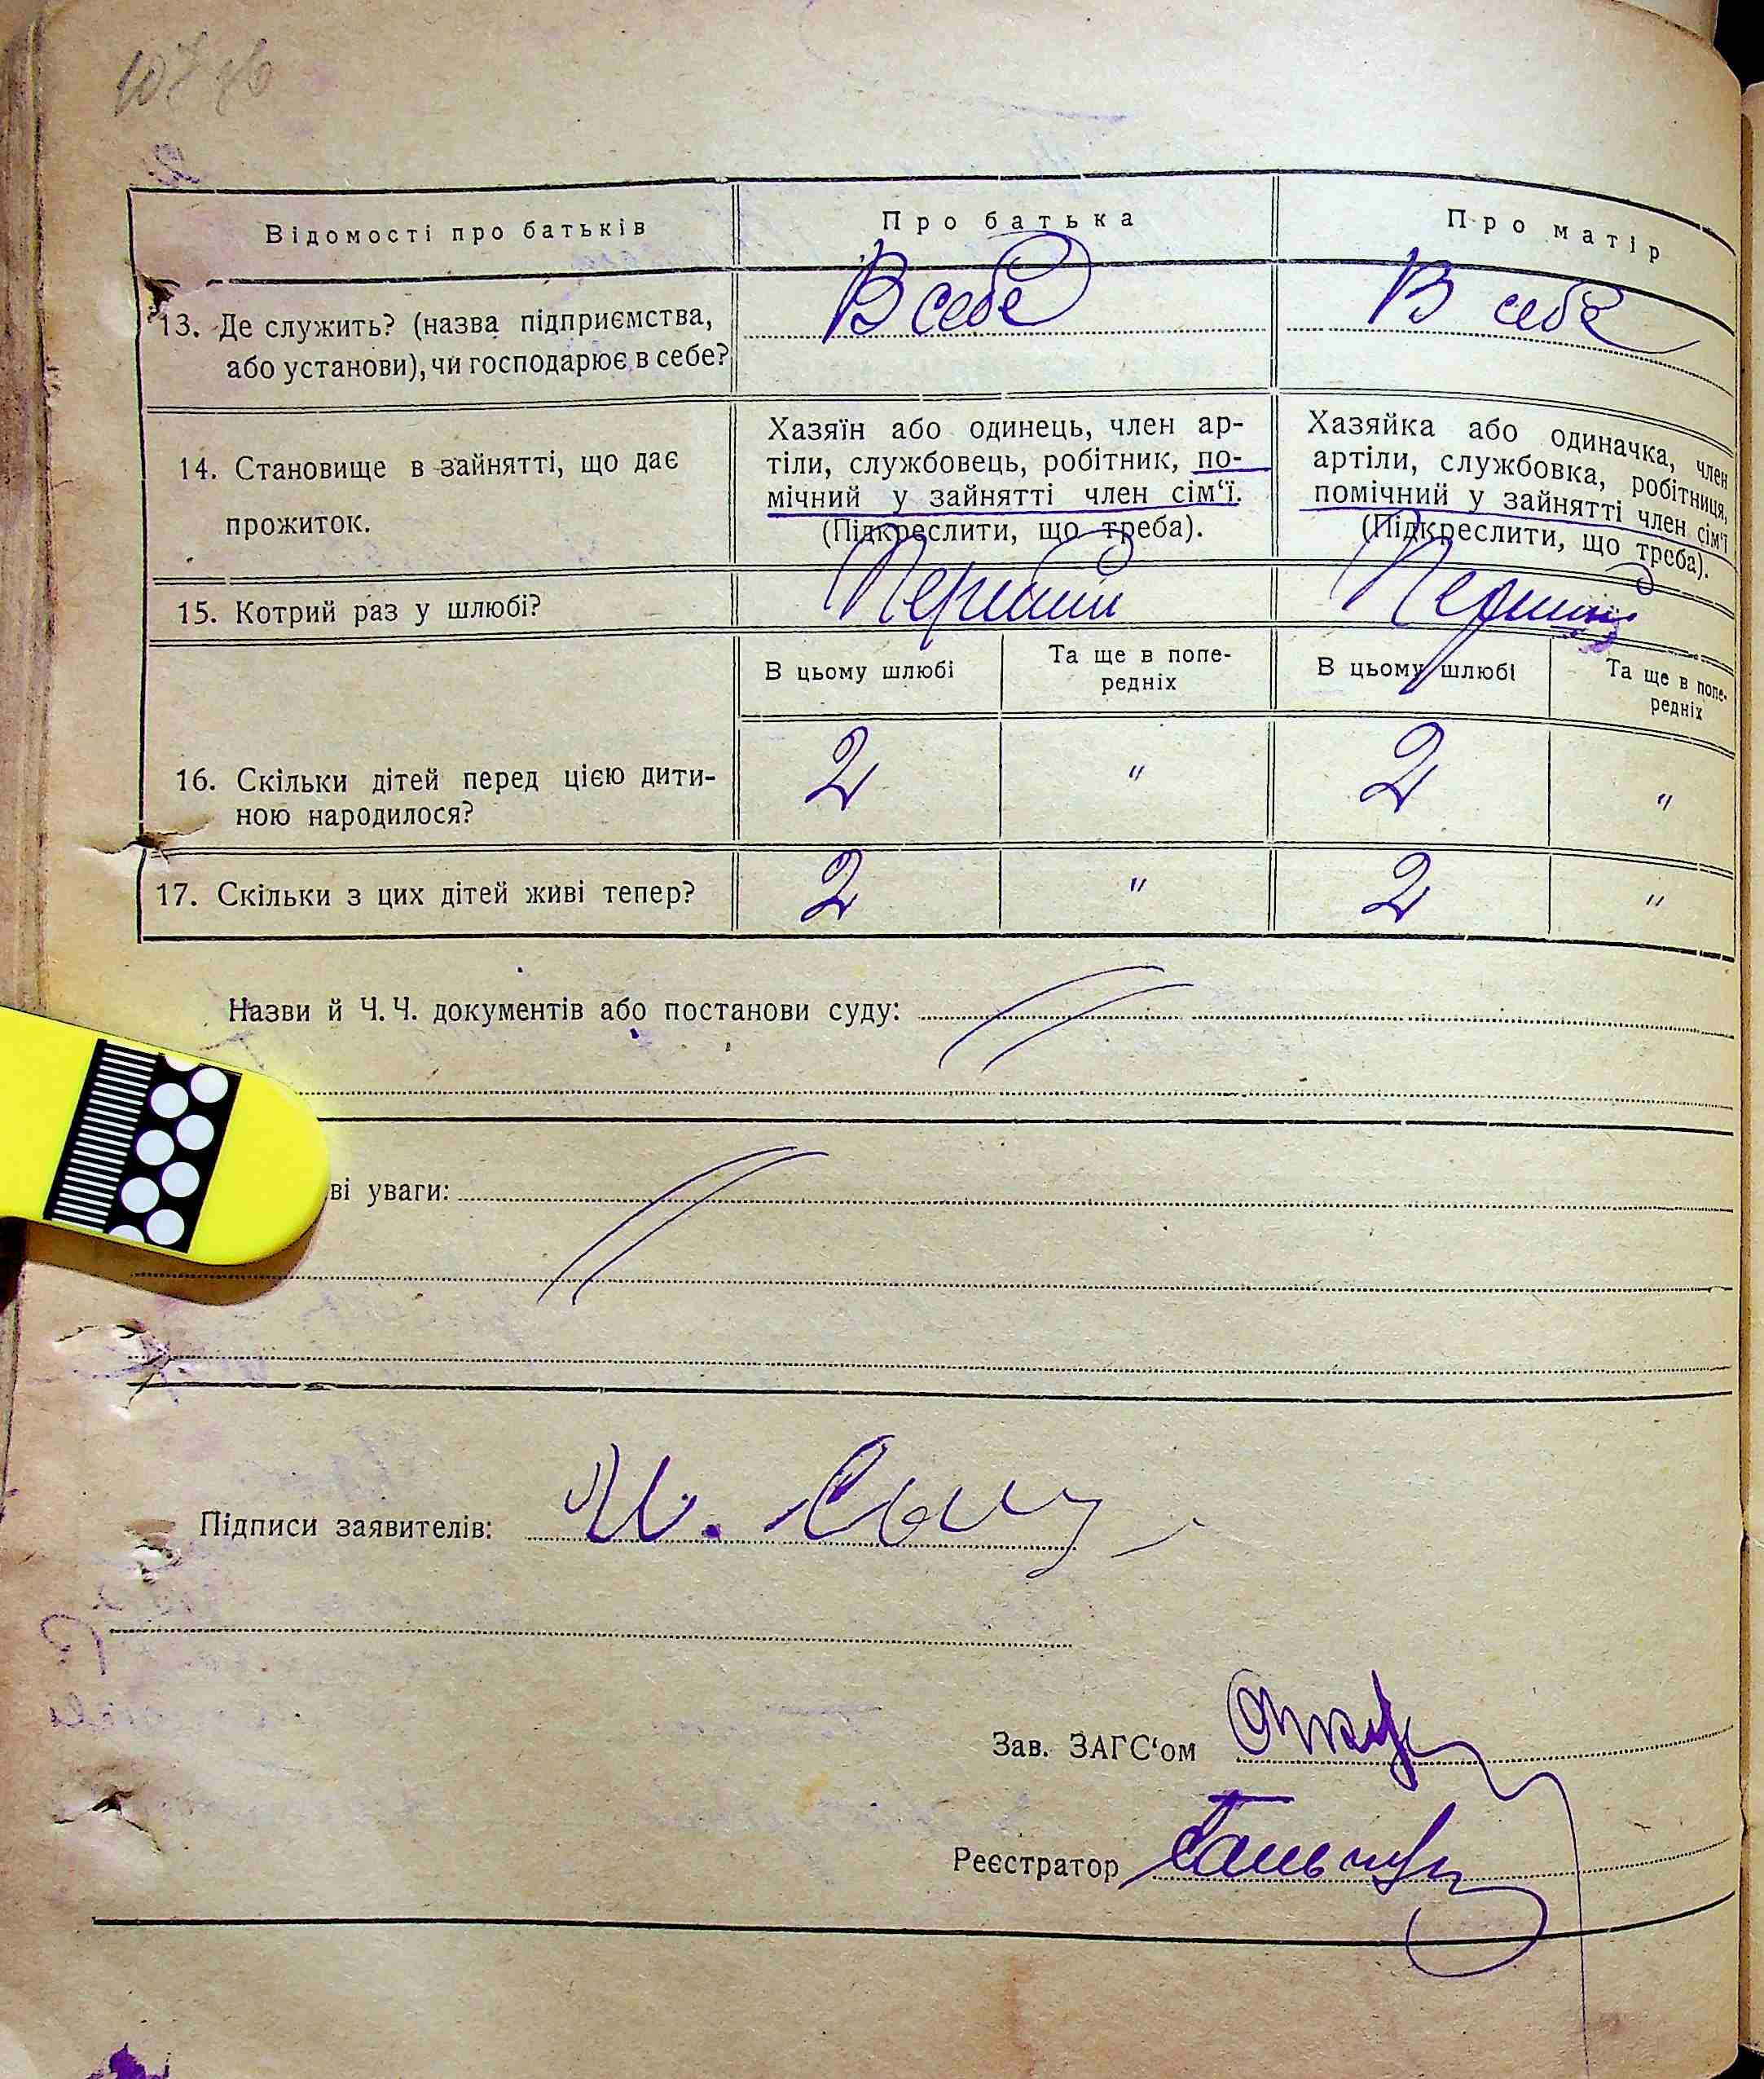 107 зв
Відомості про батьків
Про батька
Про матір
13. Де служить? (назва підприємства,
або установи), чи господарює в себе?
В себе
В себе
14. Становище в зайнятті, що дає
прожиток.
Хазяїн або одинець, член ар-
тіли, службовець, робітник, по-
мічний у зайнятті член сім‘ї.
(Підкреслити, що треба).
Хазяйка або одиначка, член
артіли, службовка, робітниця,
помічний у зайнятті член сім‘ї
(Підкреслити, що треба).
15. Котрий раз у шлюбі?
Первий
Перший
В цьому шлюбі
Та ще в попе-
редніх
В цьому шлюбі
Та ще в попе-
редніх
16. Скільки дітей перед цією дити-
ною народилося?
2 " 2 "
17. Скільки з цих дітей живі тепер?
2 " 2 "
Назви й Ч.Ч. документів або постанови суду:
ві уваги:
Підписи заявителів:
Зав. ЗАГС‘ом
Реєстратор